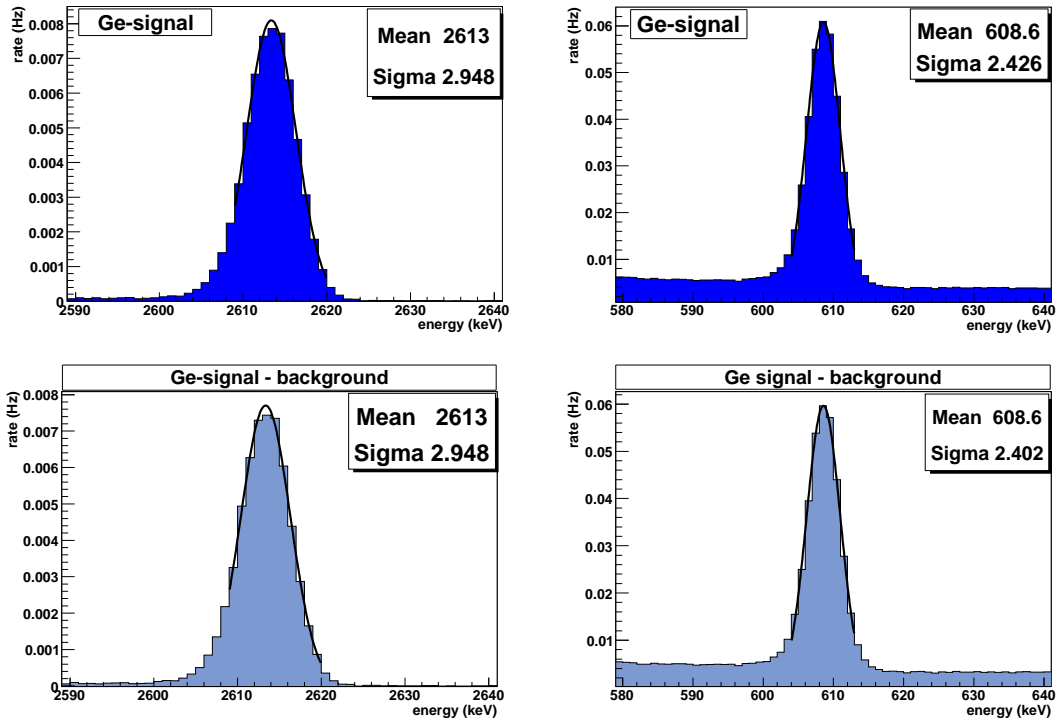 Ge-signal
Mean 2613
Sigma 2.948
rate (Hz)
0.008
0.007
0.006
0.005
0.004
0.003
0.002
0.001
0
2590 2600 2610 2620 2630 2640
energy (keV)
Ge-signal
Mean 608.6
Sigma 2.426
rate (Hz)
0.06
0.05
0.04
0.03
0.02
0.01
580 590 600 610 620 630 640
energy (keV)
Ge-signal - background
Mean 2613
Sigma 2.948
rate (Hz)
0.008
0.007
0.006
0.005
0.004
0.003
0.002
0.001
0
2590 2600 2610 2620 2630 2640
energy (keV)
Ge signal - background
Mean 608.6
Sigma 2.402
rate (Hz)
0.06
0.05
0.04
0.03
0.02
0.01
580 590 600 610 620 630 640
energy (keV)